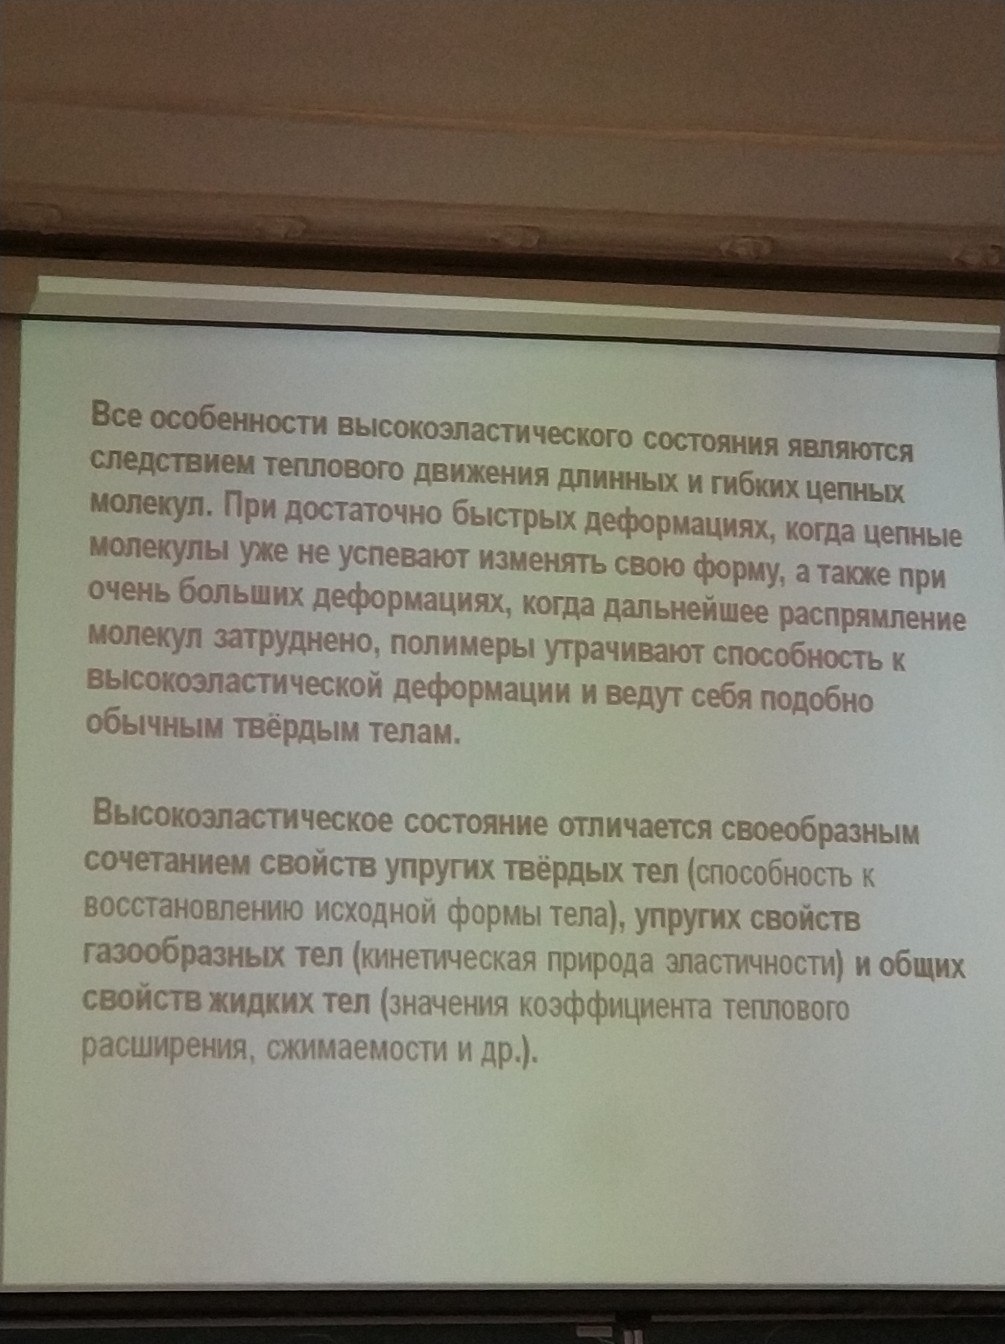 Все особенности высокоэластического состояния являются
следствием теплового движения длинных и гибких цепных
молекул. При достаточно быстрых деформациях, когда цепные
молекулы уже не успевают изменять свою форму, а также при
очень больших деформациях, когда дальнейшее распрямление
молекул затруднено, полимеры утрачивают способность к
высокоэластической деформации и ведут себя подобно
обычным твёрдым телам.
Высокоэластическое состояние отличается своеобразным
сочетанием свойств упругих твёрдых тел (способность к
восстановлению исходной формы тела), упругих свойств
газообразных тел (кинетическая природа эластичности) и общих
свойств жидких тел (значения коэффициента теплового
расширения, сжимаемости и др.).